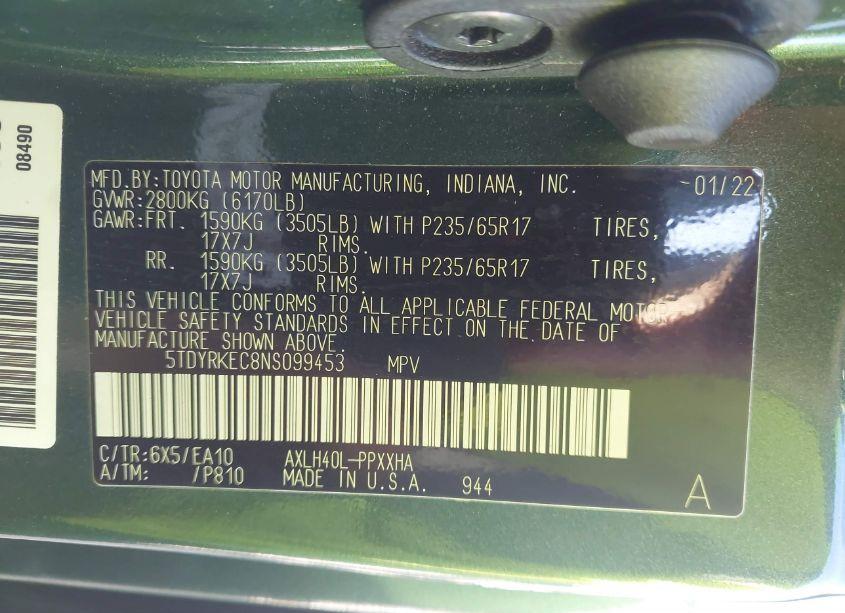 08490
MFD.BY:TOYOTA MOTOR MANUFACTURING, INDIANA, INC. 01/22
GVWR:2800KG (6170LB)
GAWR:FRT. 1590KG (3505LB) WITH P235/65R17 TIRES,
17X7J RIMS.
RR. 1590KG (3505LB) WITH P235/65R17 TIRES,
17X7J RIMS.
THIS VEHICLE CONFORMS TO ALL APPLICABLE FEDERAL MOTOR
VEHICLE SAFETY STANDARDS IN EFFECT ON THE DATE OF
MANUFACTURE SHOWN ABOVE.
5TDYRKEC8NS099453 MPV
C/TR:6X5/EA10 AXLH40L-PPXXHA
A/TM: /P810 MADE IN U.S.A. 944 A